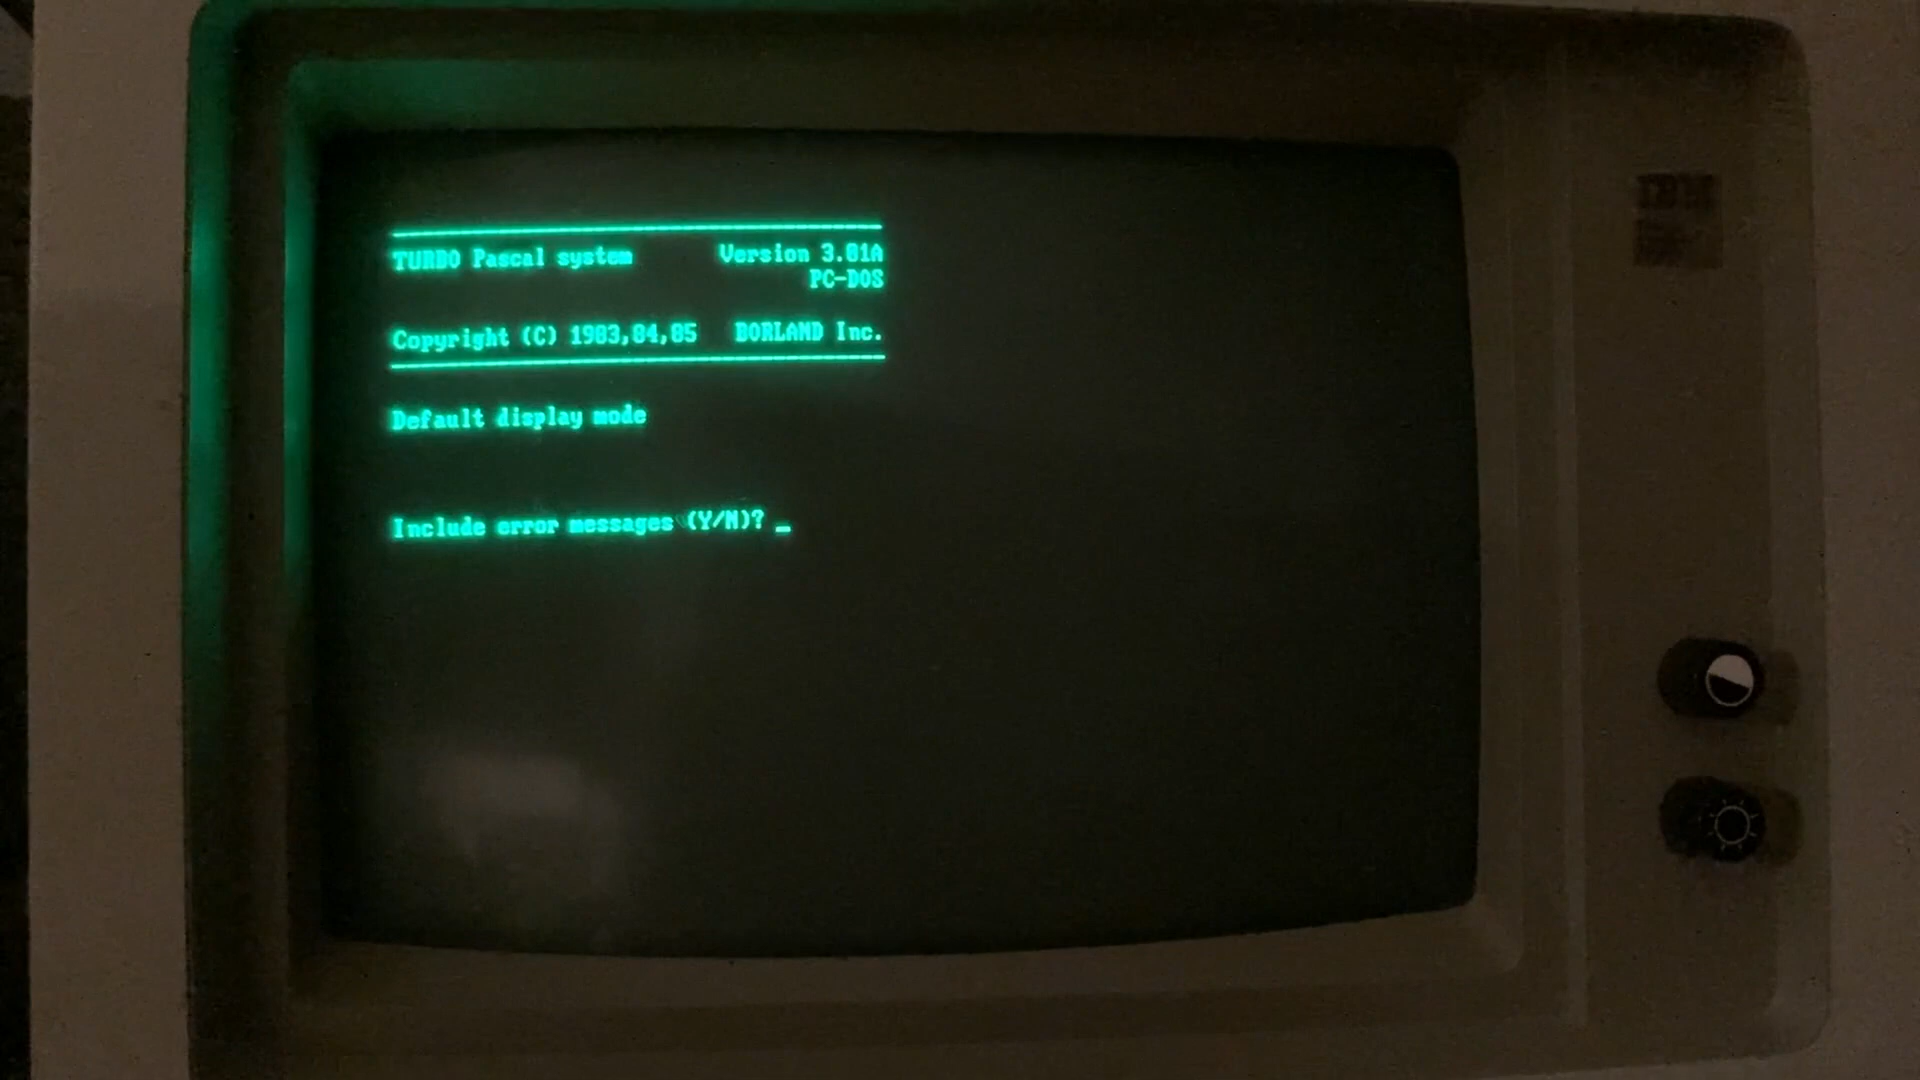 TURBO Pascal system Version 3.01A
PC-DOS
Copyright (C) 1983,84,85 BORLAND Inc.
Default display mode
Include error messages (Y/N)? _
IBM